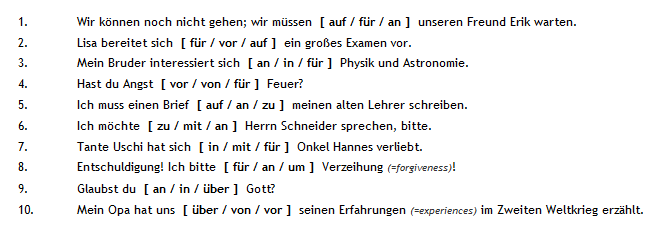 1. Wir können noch nicht gehen; wir müssen [ auf / für / an ] unseren Freund Erik warten.
2. Lisa bereitet sich [ für / vor / auf ] ein großes Examen vor.
3. Mein Bruder interessiert sich [ an / in / für ] Physik und Astronomie.
4. Hast du Angst [ vor / von / für ] Feuer?
5. Ich muss einen Brief [ auf / an / zu ] meinen alten Lehrer schreiben.
6. Ich möchte [ zu / mit / an ] Herrn Schneider sprechen, bitte.
7. Tante Uschi hat sich [ in / mit / für ] Onkel Hannes verliebt.
8. Entschuldigung! Ich bitte [ für / an / um ] Verzeihung (=forgiveness)!
9. Glaubst du [ an / in / über ] Gott?
10. Mein Opa hat uns [ über / von / vor ] seinen Erfahrungen (=experiences) im Zweiten Weltkrieg erzählt.